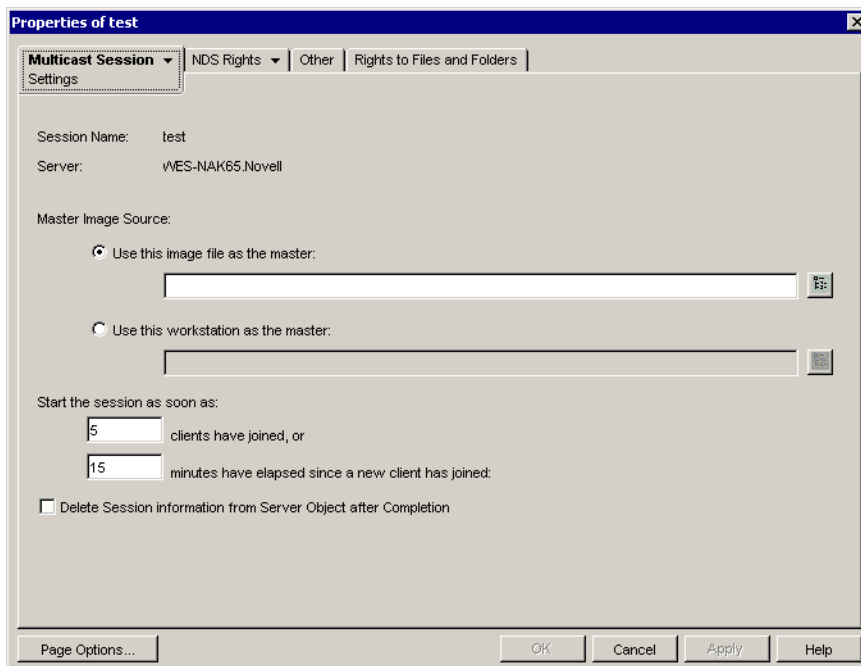 Properties of test
Multicast Session NDS Rights Other Rights to Files and Folders
Settings
Session Name: test
Server: WES-NAK65.Novell
Master Image Source:
Use this image file as the master:
Use this workstation as the master:
Start the session as soon as:
5 clients have joined, or
15 minutes have elapsed since a new client has joined:
Delete Session information from Server Object after Completion
Page Options... OK Cancel Apply Help